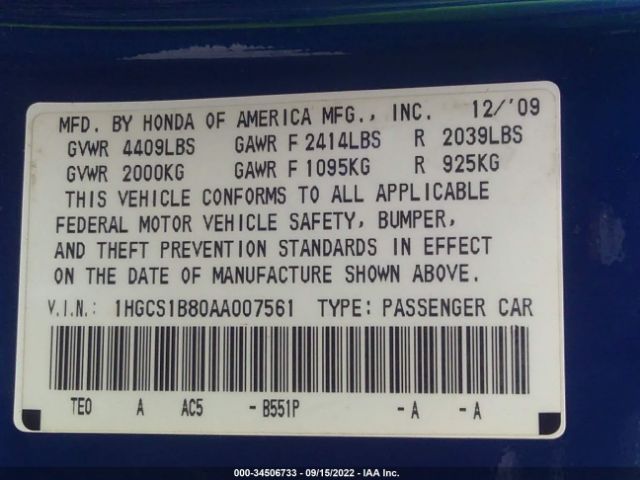 MFD. BY HONDA OF AMERICA MFG., INC. 12/'09
GVWR 4409LBS GAWR F 2414LBS R 2039LBS
GVWR 2000KG GAWR F 1095KG R 925KG
THIS VEHICLE CONFORMS TO ALL APPLICABLE
FEDERAL MOTOR VEHICLE SAFETY, BUMPER,
AND THEFT PREVENTION STANDARDS IN EFFECT
ON THE DATE OF MANUFACTURE SHOWN ABOVE.
V.I.N.: 1HGCS1B80AA007561 TYPE: PASSENGER CAR
TE0 A AC5 - B551P - A - A
000-34506733 - 09/15/2022 - IAA Inc.